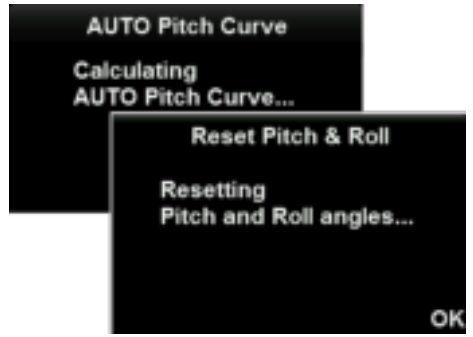 AUTO Pitch Curve
Calculating
AUTO Pitch Curve...
Reset Pitch & Roll
Resetting
Pitch and Roll angles...
OK